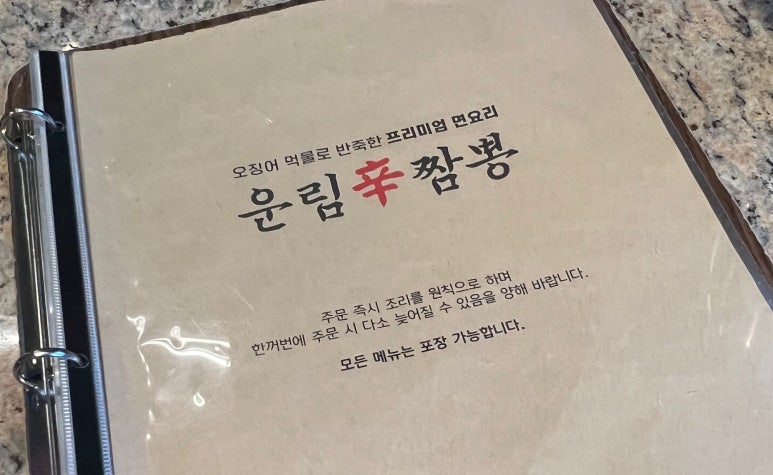 오징어 먹물로 반죽한 프리미엄 면요리
운림辛짬뽕
주문 즉시 조리를 원칙으로 하며
한꺼번에 주문 시 다소 늦어질 수 있음을 양해 바랍니다.
모든 메뉴는 포장 가능합니다.